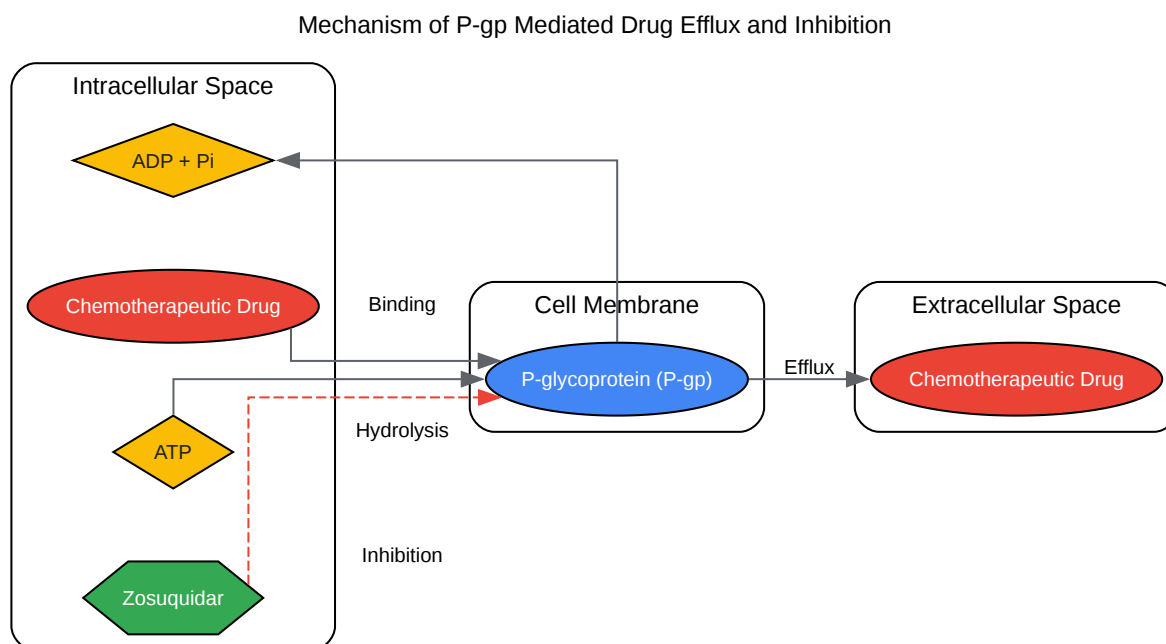 Mechanism of P-gp Mediated Drug Efflux and Inhibition
Intracellular Space
ADP + Pi
Chemotherapeutic Drug
Binding
Cell Membrane
Extracellular Space
P-glycoprotein (P-gp)
Efflux
Chemotherapeutic Drug
Hydrolysis
ATP
Inhibition
Zosuquidar